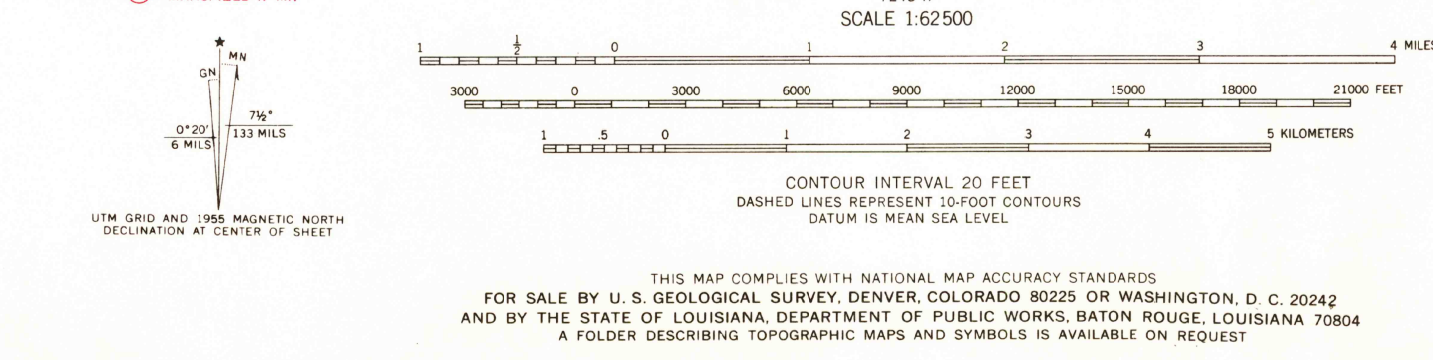 SCALE 1:62500
1 1/2 0 1 2 3 4 MILES
3000 0 3000 6000 9000 12000 15000 18000 21000 FEET
1 .5 0 1 2 3 4 5 KILOMETERS
CONTOUR INTERVAL 20 FEET
DASHED LINES REPRESENT 10-FOOT CONTOURS
DATUM IS MEAN SEA LEVEL
★
GN
MN
0°20'
6 MILS
7½°
133 MILS
UTM GRID AND 1955 MAGNETIC NORTH
DECLINATION AT CENTER OF SHEET
THIS MAP COMPLIES WITH NATIONAL MAP ACCURACY STANDARDS
FOR SALE BY U. S. GEOLOGICAL SURVEY, DENVER, COLORADO 80225 OR WASHINGTON, D. C. 20242
AND BY THE STATE OF LOUISIANA, DEPARTMENT OF PUBLIC WORKS, BATON ROUGE, LOUISIANA 70804
A FOLDER DESCRIBING TOPOGRAPHIC MAPS AND SYMBOLS IS AVAILABLE ON REQUEST